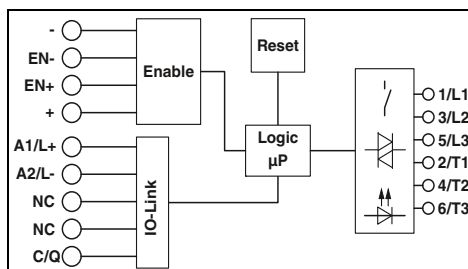 -
EN-
EN+
+
Enable
Reset
A1/L+
A2/L-
NC
NC
C/Q
IO-Link
Logic
µP
1/L1
3/L2
5/L3
2/T1
4/T2
6/T3